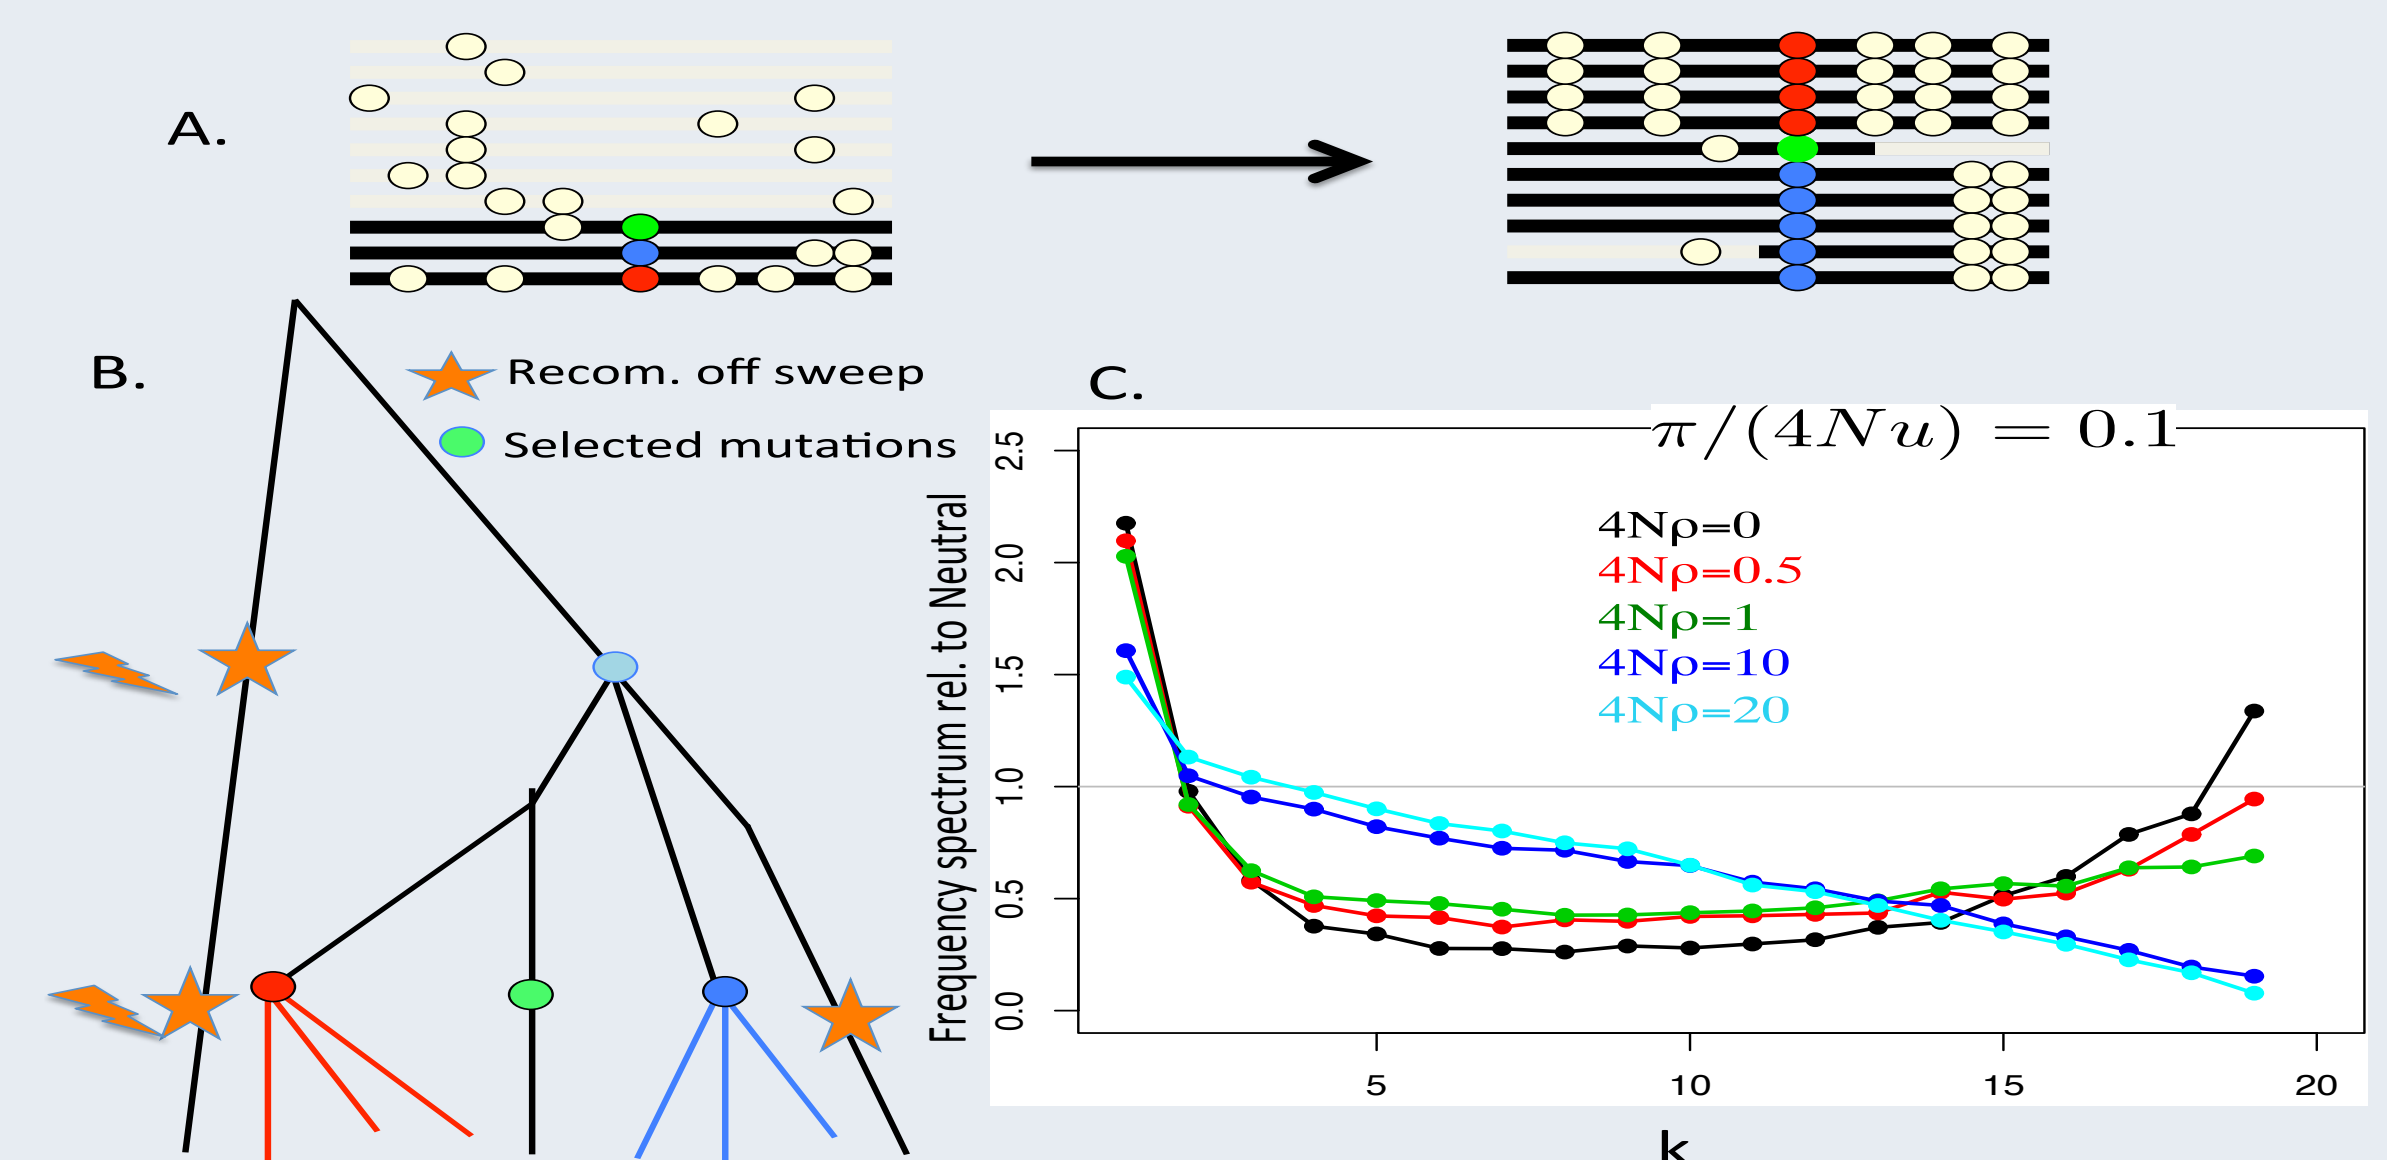 A.
B.
Recom. off sweep
Selected mutations
C.
π/(4Nu) = 0.1
Frequency spectrum rel. to Neutral
2.5
2.0
1.5
1.0
0.5
0.0
4Nρ=0
4Nρ=0.5
4Nρ=1
4Nρ=10
4Nρ=20
5 10 15 20
k